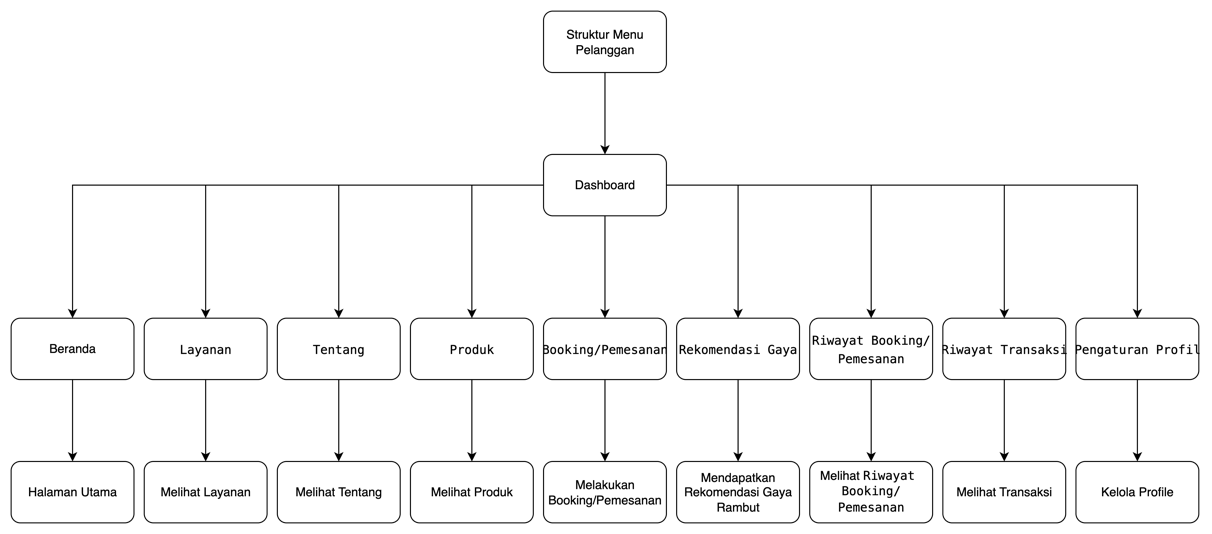 Struktur Menu
Pelanggan
Dashboard
Beranda
Layanan
Tentang
Produk
Booking/Pemesanan
Rekomendasi Gaya
Riwayat Booking/
Pemesanan
Riwayat Transaksi
Pengaturan Profil
Halaman Utama
Melihat Layanan
Melihat Tentang
Melihat Produk
Melakukan
Booking/Pemesanan
Mendapatkan
Rekomendasi Gaya
Rambut
Melihat Riwayat
Booking/
Pemesanan
Melihat Transaksi
Kelola Profile